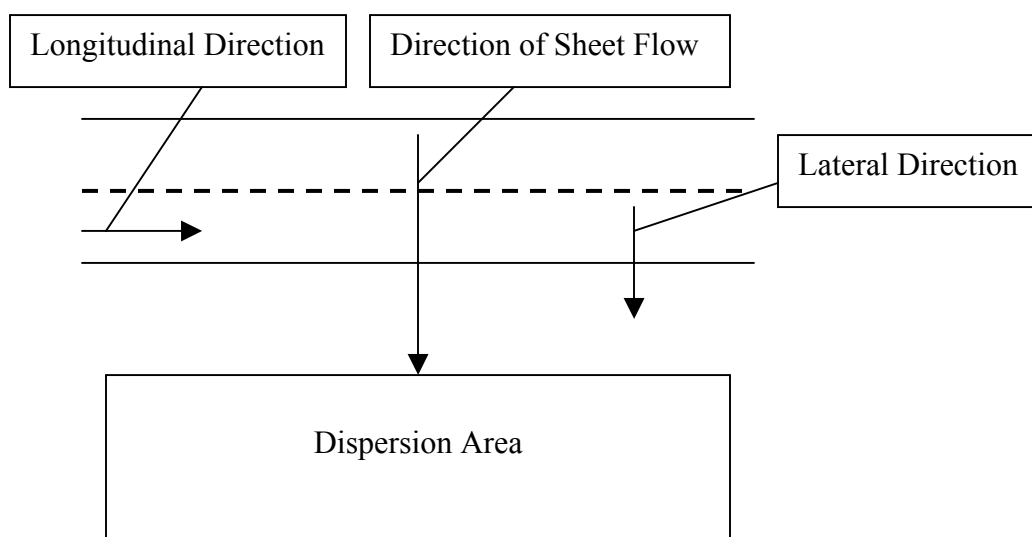 Longitudinal Direction
Direction of Sheet Flow
Lateral Direction
Dispersion Area